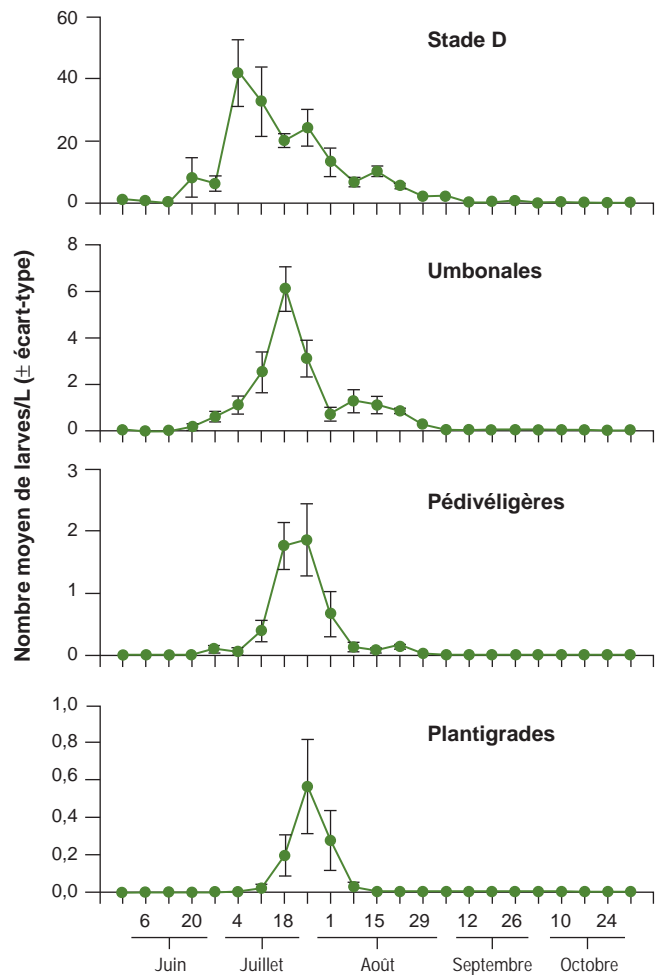 Nombre moyen de larves/L (± écart-type)
Stade D
60
40
20
0
Umbonales
8
6
4
2
0
Pédivéligères
3
2
1
0
Plantigrades
1,0
0,8
0,6
0,4
0,2
0,0
6 20 4 18 1 15 29 12 26 10 24
Juin Juillet Août Septembre Octobre